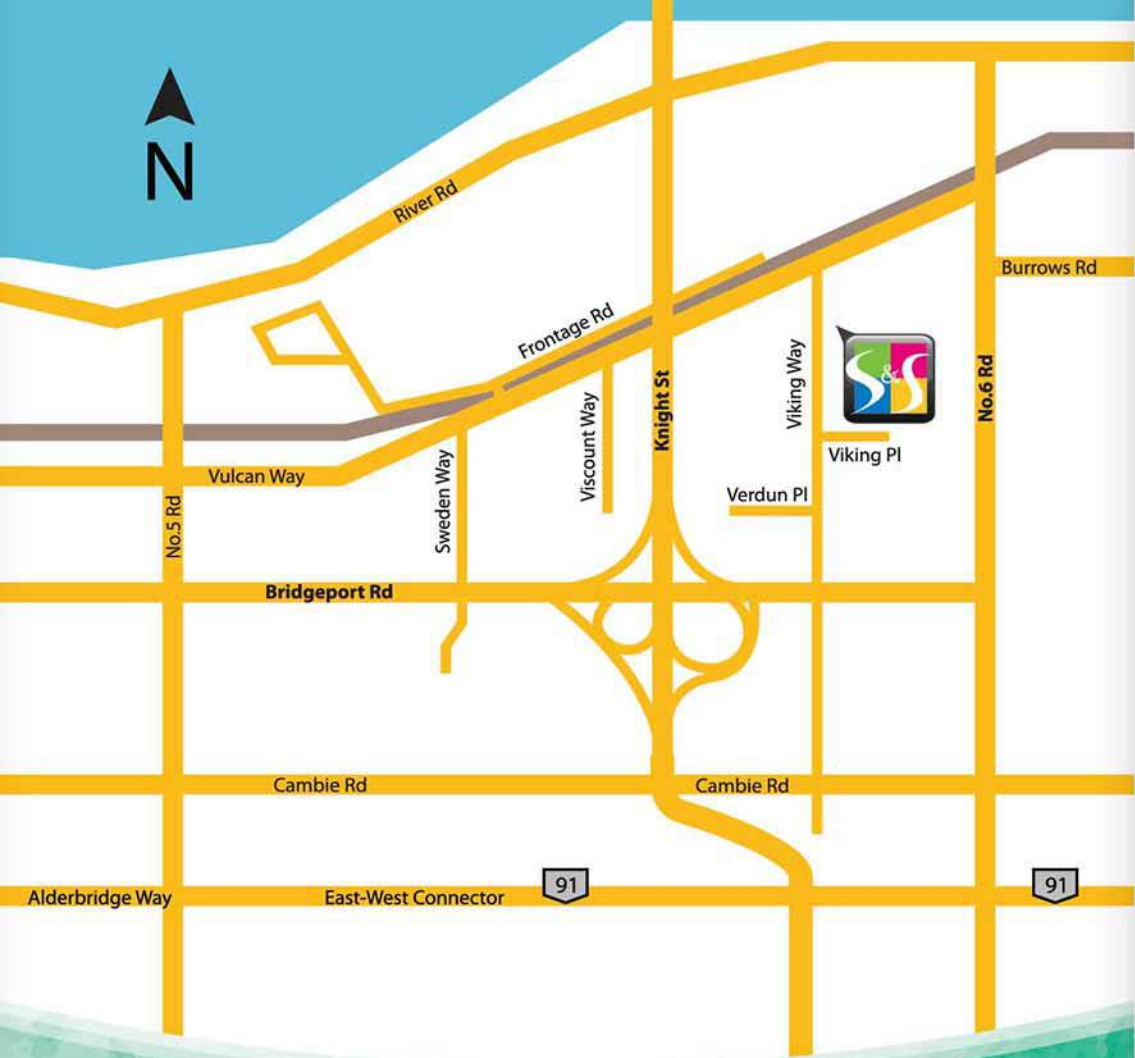 N
River Rd
Burrows Rd
Frontage Rd
S&S
Viking Way
Knight St
No.6 Rd
Viscount Way
Viking Pl
Vulcan Way
Sweden Way
Verdun Pl
No.5 Rd
Bridgeport Rd
Cambie Rd
Cambie Rd
91
91
Alderbridge Way
East-West Connector